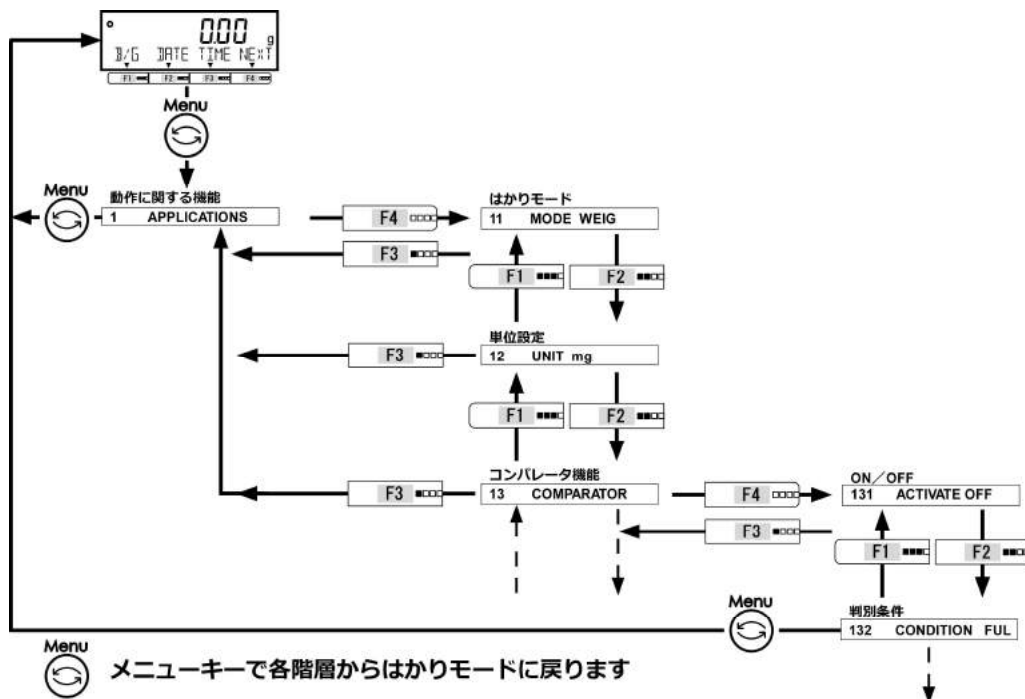 0.00 g
B/G DATE TIME NEXT
F1 F2 F3 F4
Menu
Menu
動作に関する機能
1 APPLICATIONS
F4
はかりモード
11 MODE WEIG
F3
F1
F2
単位設定
12 UNIT mg
F3
F1
F2
コンパレータ機能
13 COMPARATOR
F3
F4
ON／OFF
131 ACTIVATE OFF
F3
F1
F2
Menu
判別条件
132 CONDITION FUL
Menu
メニューキーで各階層からはかりモードに戻ります